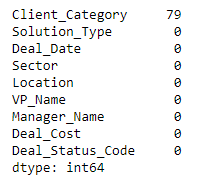 Client_Category 79
Solution_Type 0
Deal_Date 0
Sector 0
Location 0
VP_Name 0
Manager_Name 0
Deal_Cost 0
Deal_Status_Code 0
dtype: int64